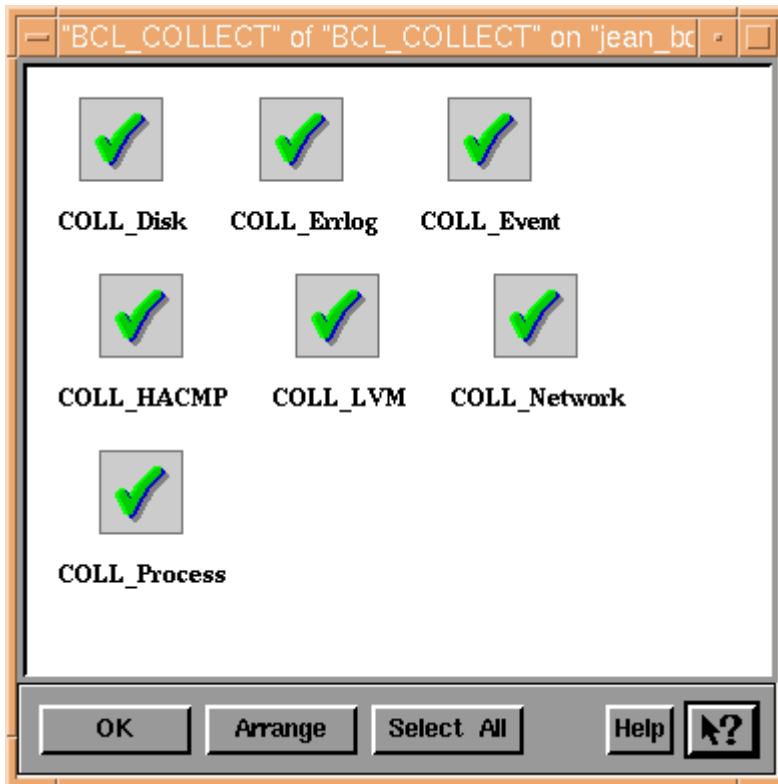 "BCL_COLLECT" of "BCL_COLLECT" on "jean_bc
COLL_Disk COLL_Errlog COLL_Event
COLL_HACMP COLL_LVM COLL_Network
COLL_Process
OK Arrange Select All Help ?